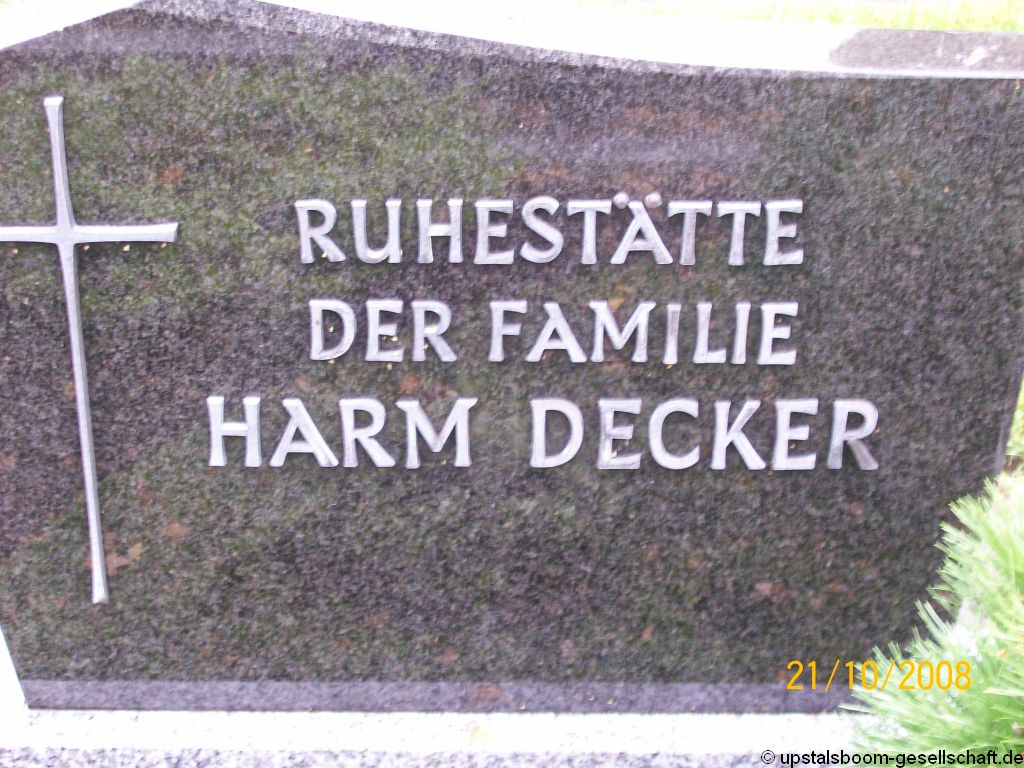 RUHESTÄTTE
DER FAMILIE
HARM DECKER
21/10/2008
© upstalsboom-gesellschaft.de